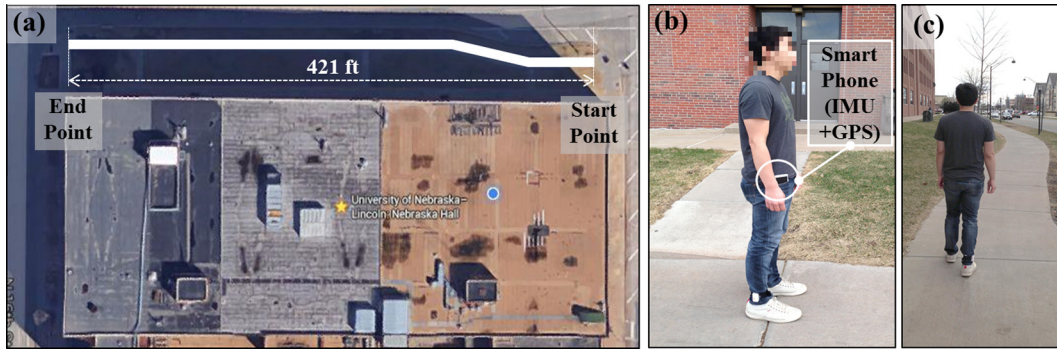 (a)
421 ft
End
Point
Start
Point
University of Nebraska–
Lincoln-Nebraska Hall
(b)
Smart
Phone
(IMU
+GPS)
(c)